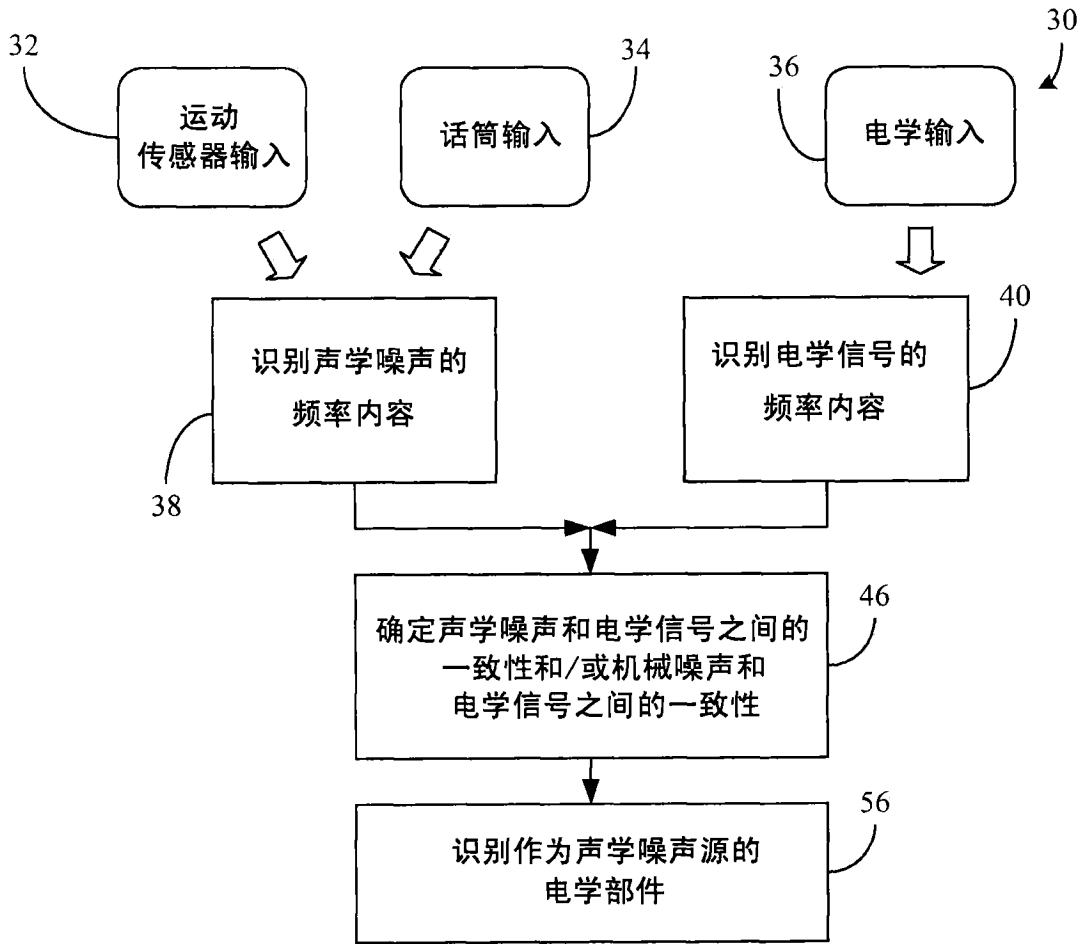 30
32
34
36
运动
传感器输入
话筒输入
电学输入
40
识别声学噪声的
频率内容
识别电学信号的
频率内容
38
46
确定声学噪声和电学信号之间的
一致性和/或机械噪声和
电学信号之间的一致性
56
识别作为声学噪声源的
电学部件